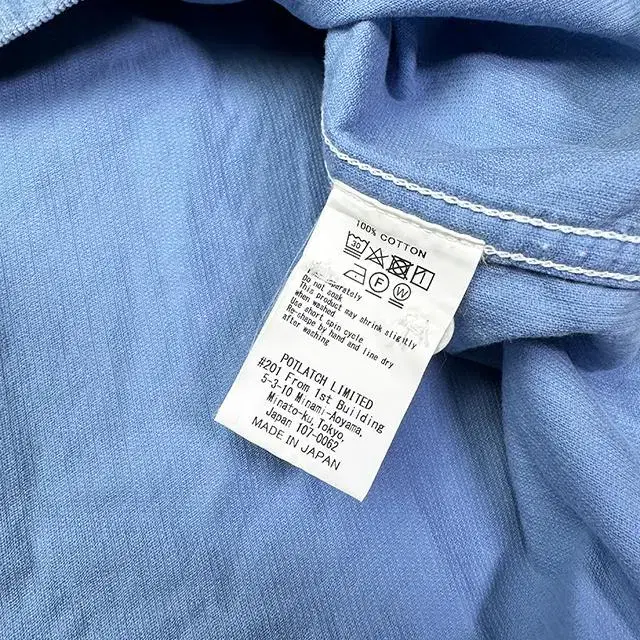 100% COTTON
30
separately
Do not soak
This product may shrink slightly
when washed
Use short spin cycle
Re-shape by hand and line dry
after washing
POTLATCH LIMITED
#201 From 1st Building
5-3-10 Minami-Aoyama,
Minato-ku, Tokyo,
Japan 107-0062
MADE IN JAPAN